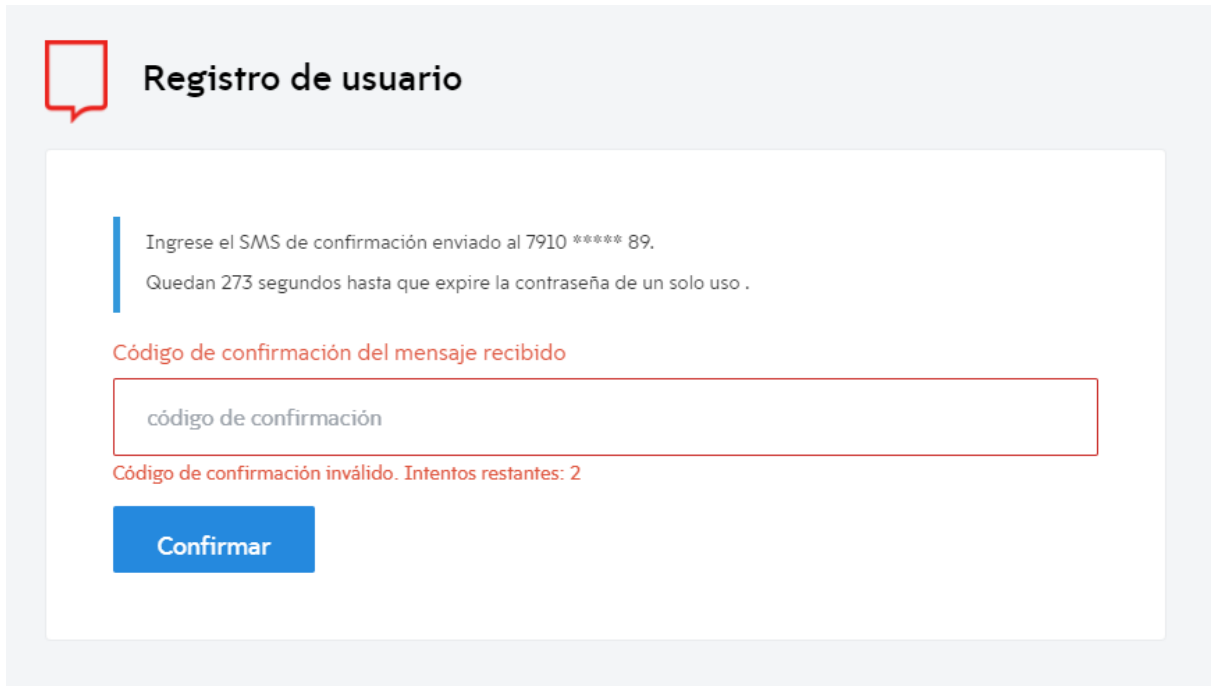 Registro de usuario
Ingrese el SMS de confirmación enviado al 7910 ***** 89.
Quedan 273 segundos hasta que expire la contraseña de un solo uso .
Código de confirmación del mensaje recibido
código de confirmación
Código de confirmación inválido. Intentos restantes: 2
Confirmar